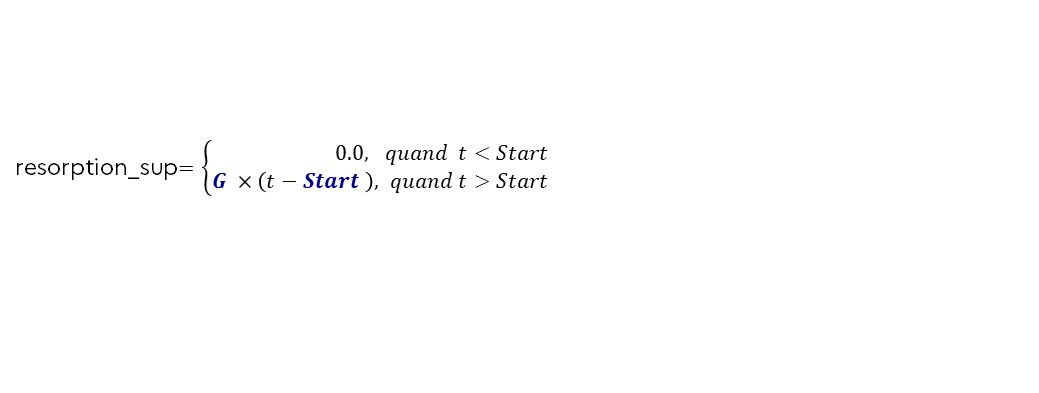 0.0, quand t < Start
resorption_sup= {
G × (t − Start ), quand t > Start